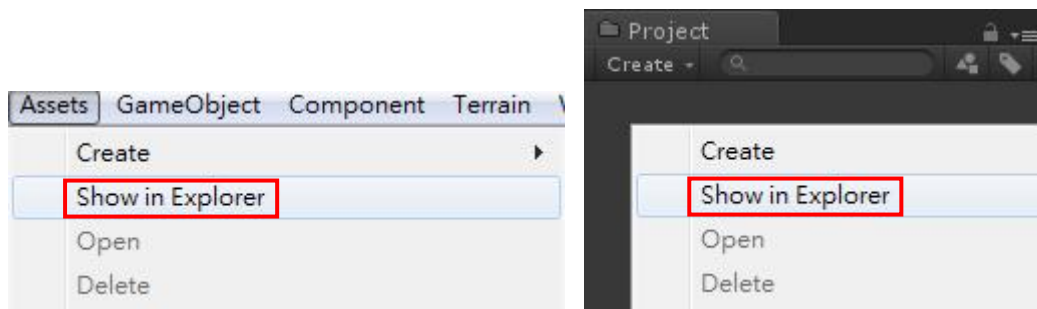 Assets GameObject Component Terrain
Create
Show in Explorer
Open
Delete
Project
Create
Create
Show in Explorer
Open
Delete